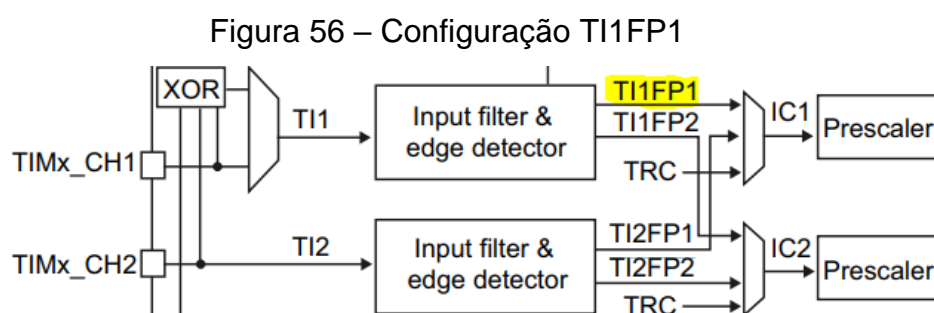 Figura 56 – Configuração TI1FP1
XOR
TI1
TIMx_CH1
Input filter &
edge detector
TI1FP1
TI1FP2
TRC
IC1
Prescaler
TI2
TIMx_CH2
Input filter &
edge detector
TI2FP1
TI2FP2
TRC
IC2
Prescaler